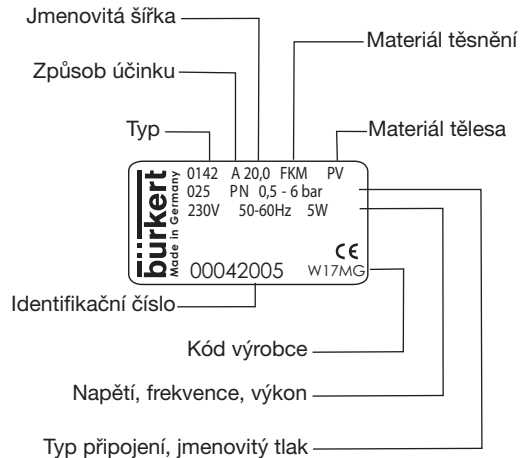 Jmenovitá šířka
Materiál těsnění
Způsob účinku
Typ
Materiál tělesa
bürkert
Made in Germany
0142 A 20,0 FKM PV
025 PN 0,5 - 6 bar
230V 50-60Hz 5W
CE
00042005 W17MG
Identifikační číslo
Kód výrobce
Napětí, frekvence, výkon
Typ připojení, jmenovitý tlak